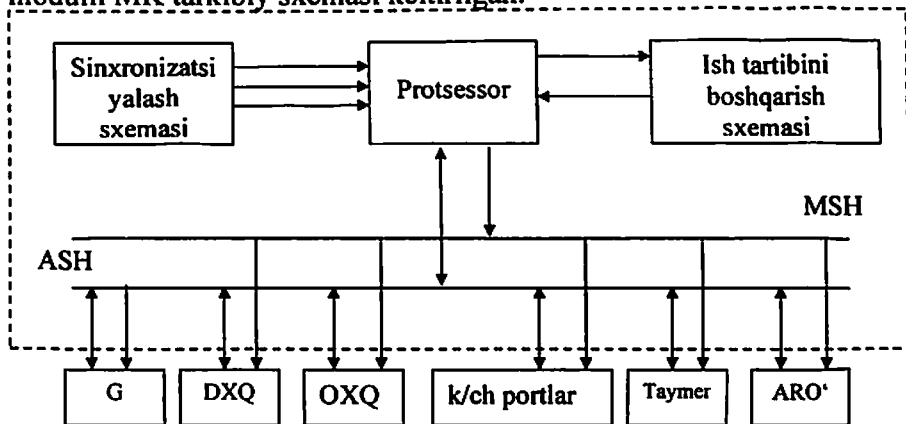 modulli MK tarkibiy sxemasi keltirilgan.
Sinxronizatsi
yalash
sxemasi
Protsessor
Ish tartibini
boshqarish
sxemasi
MSH
ASH
G
DXQ
OXQ
k/ch portlar
Taymer
ARO‘